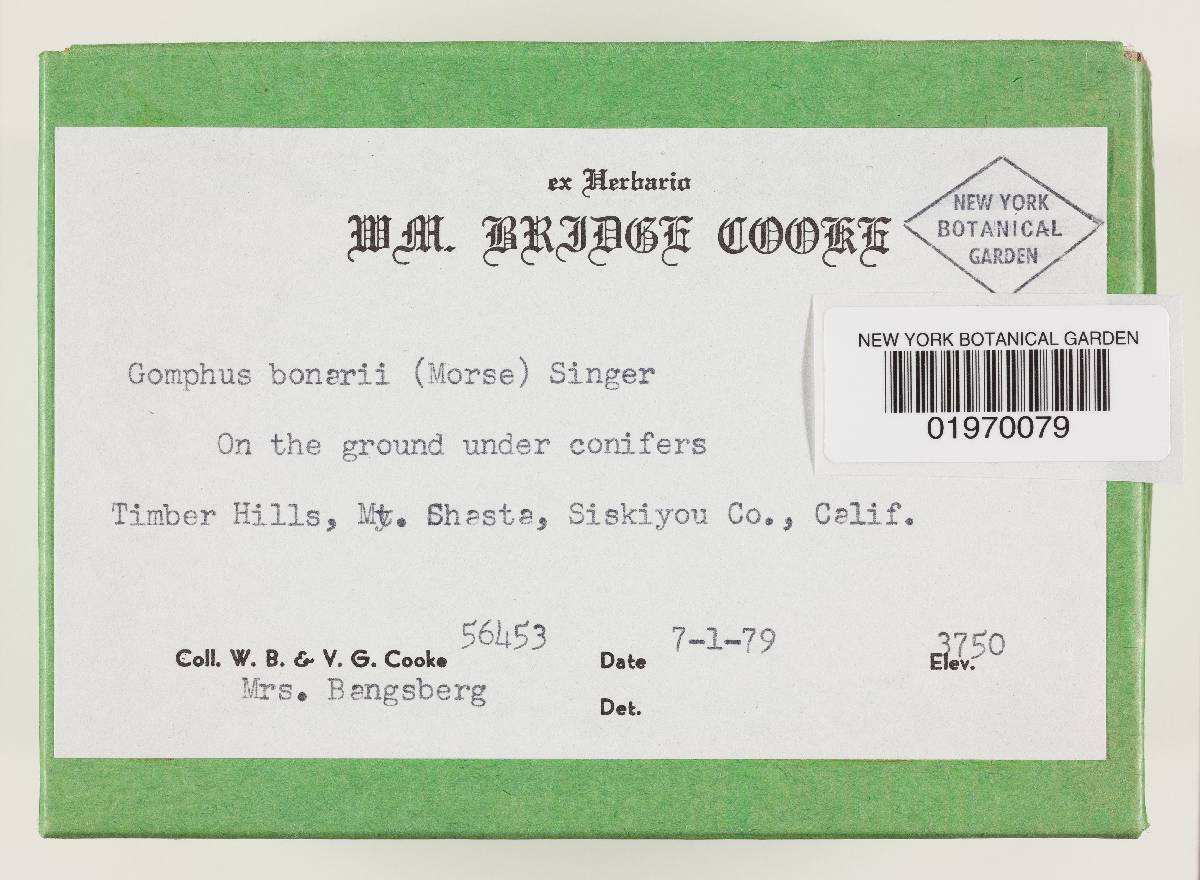 ex Herbario
WM. BRIDGE COOKE
NEW YORK
BOTANICAL
GARDEN
NEW YORK BOTANICAL GARDEN
01970079
Gomphus bonarii (Morse) Singer
On the ground under conifers
Timber Hills, Mt. Shasta, Siskiyou Co., Calif.
Coll. W. B. & V. G. Cooke 56453 Date 7-1-79 Elev. 3750
Mrs. Bangsberg
Det.